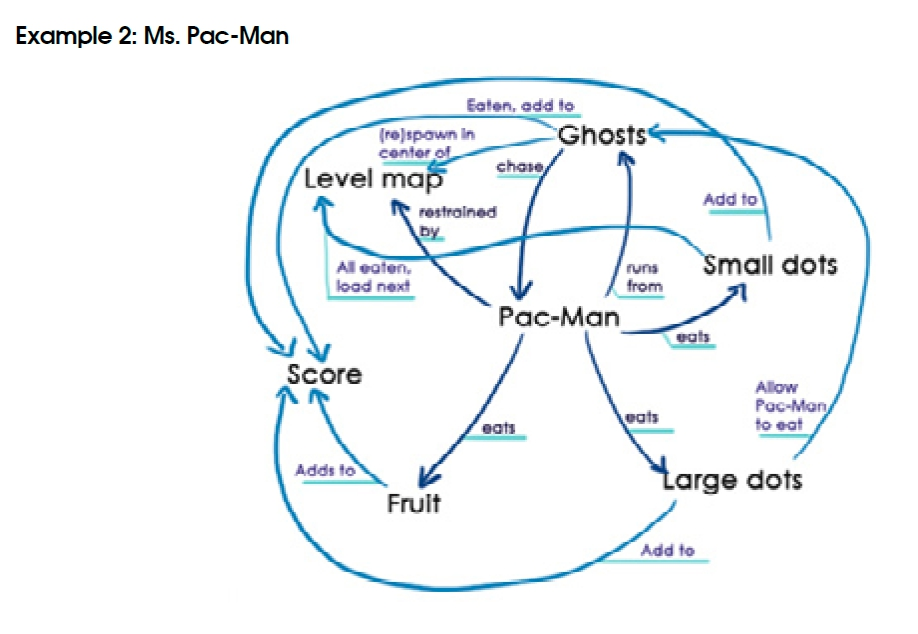 Example 2: Ms. Pac-Man
Eaten, add to
(re)spawn in
center of
Ghosts
chase
Level map
restrained
by
Add to
All eaten,
load next
runs
from
Small dots
Pac-Man
eats
Score
Allow
Pac-Man
to eat
eats
eats
Adds to
Fruit
Large dots
Add to